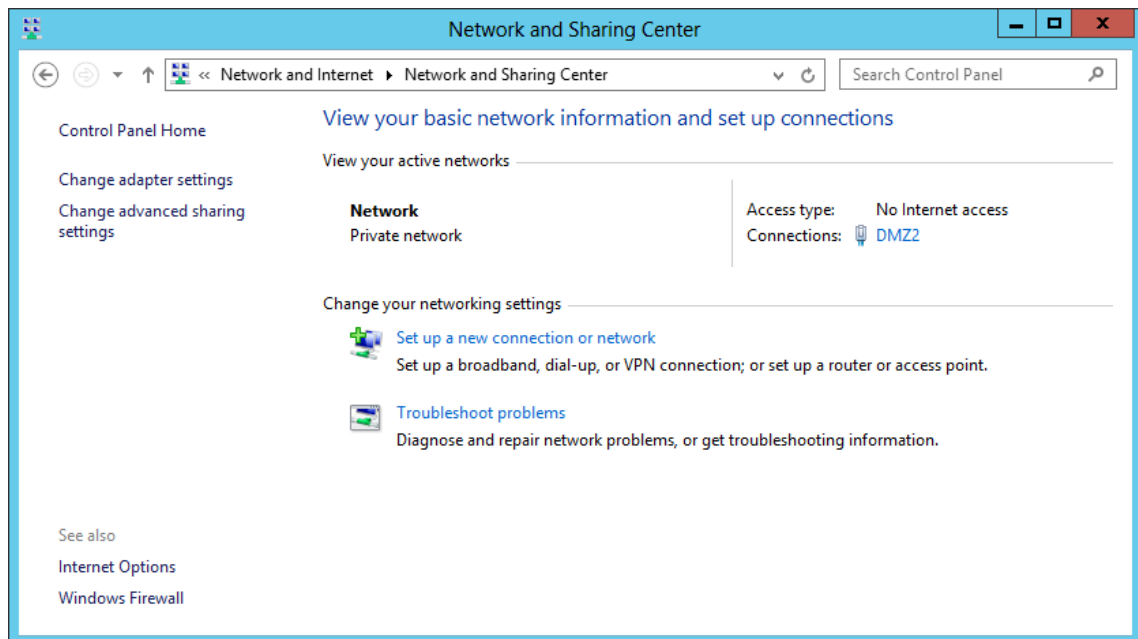 Network and Sharing Center
« Network and Internet Network and Sharing Center
Search Control Panel
Control Panel Home
Change adapter settings
Change advanced sharing
settings
View your basic network information and set up connections
View your active networks
Network
Private network
Access type: No Internet access
Connections: DMZ2
Change your networking settings
Set up a new connection or network
Set up a broadband, dial-up, or VPN connection; or set up a router or access point.
Troubleshoot problems
Diagnose and repair network problems, or get troubleshooting information.
See also
Internet Options
Windows Firewall